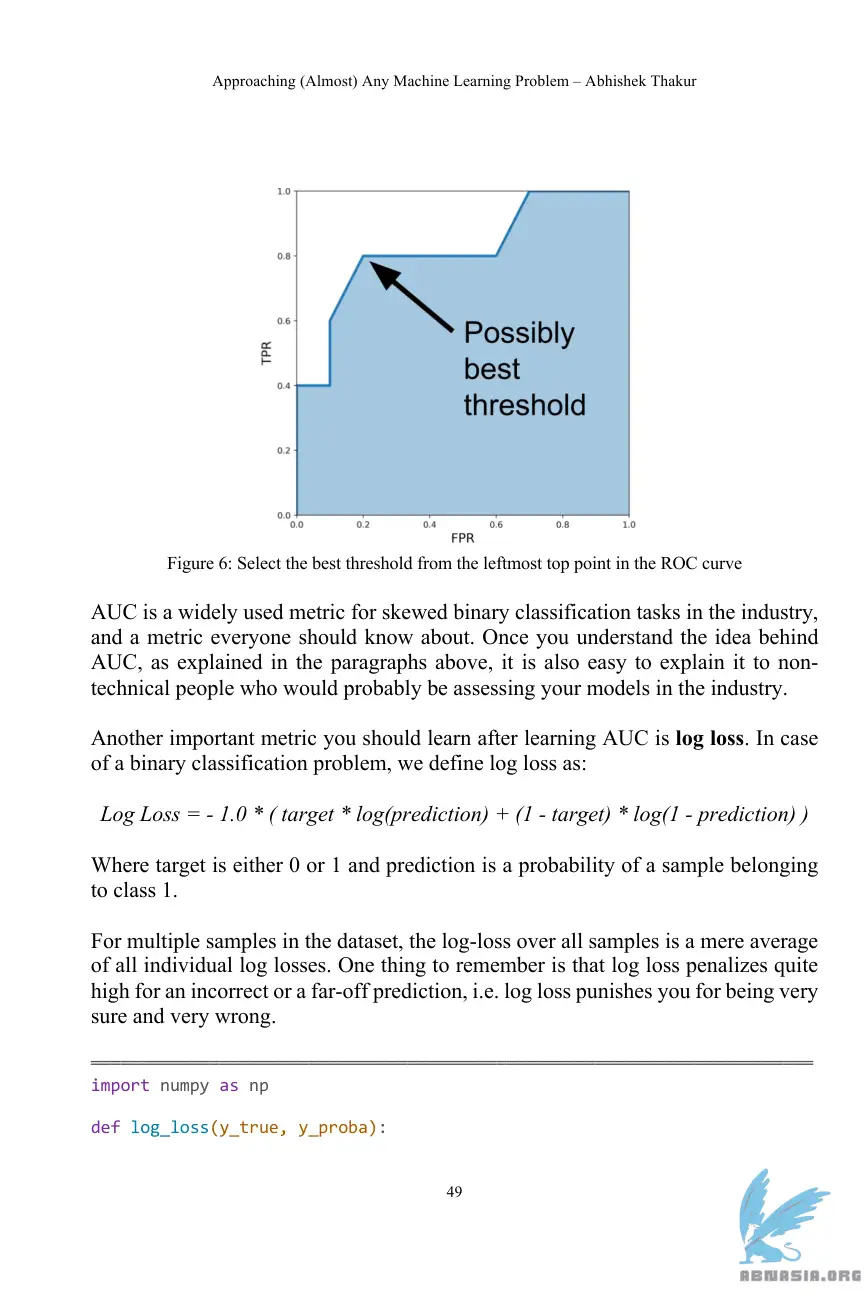 Approaching (Almost) Any Machine Learning Problem – Abhishek Thakur
1.0
0.8
0.6
0.4
0.2
0.0
TPR
Possibly
best
threshold
0.0 0.2 0.4 0.6 0.8 1.0
FPR
Figure 6: Select the best threshold from the leftmost top point in the ROC curve
AUC is a widely used metric for skewed binary classification tasks in the industry,
and a metric everyone should know about. Once you understand the idea behind
AUC, as explained in the paragraphs above, it is also easy to explain it to non-
technical people who would probably be assessing your models in the industry.
Another important metric you should learn after learning AUC is log loss. In case
of a binary classification problem, we define log loss as:
Log Loss = - 1.0 * ( target * log(prediction) + (1 - target) * log(1 - prediction) )
Where target is either 0 or 1 and prediction is a probability of a sample belonging
to class 1.
For multiple samples in the dataset, the log-loss over all samples is a mere average
of all individual log losses. One thing to remember is that log loss penalizes quite
high for an incorrect or a far-off prediction, i.e. log loss punishes you for being very
sure and very wrong.
import numpy as np
def log_loss(y_true, y_proba):
49
ABNASIA.ORG